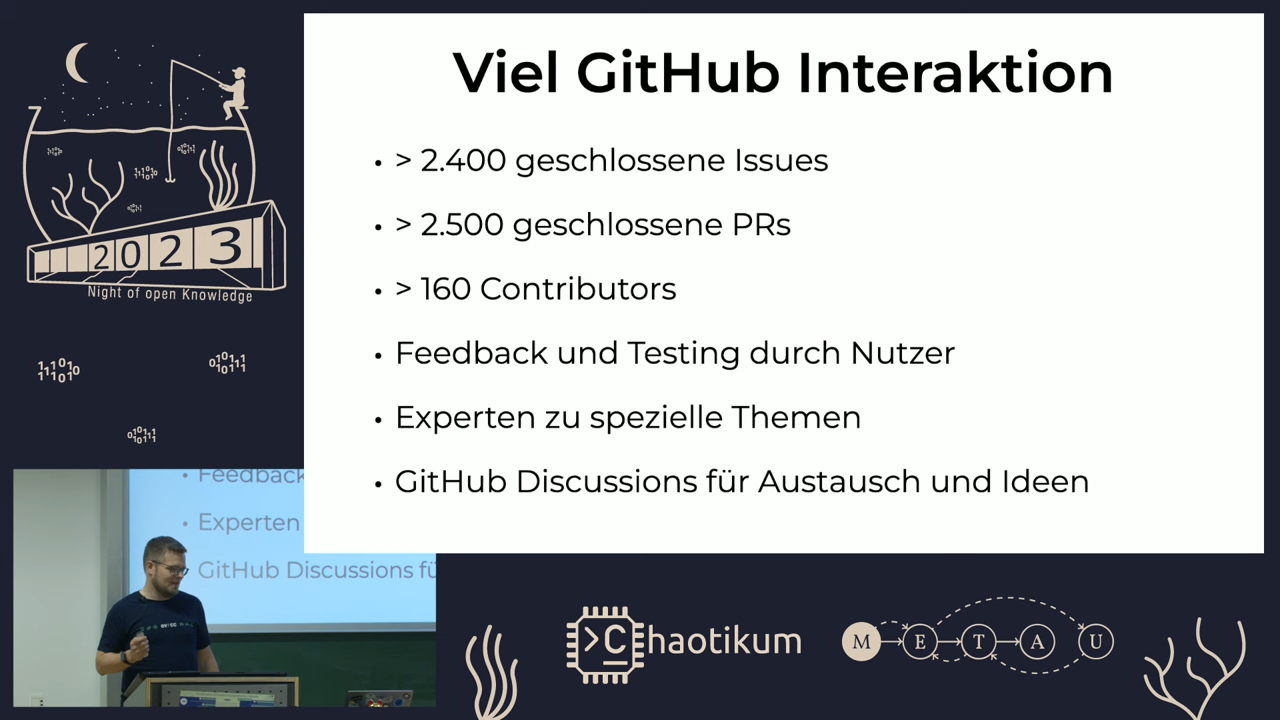 Viel GitHub Interaktion
• > 2.400 geschlossene Issues
• > 2.500 geschlossene PRs
• > 160 Contributors
• Feedback und Testing durch Nutzer
• Experten zu spezielle Themen
• GitHub Discussions für Austausch und Ideen
2023
Night of open Knowledge
• Feedback
• Experten
• GitHub Discussions fü
>C haotikum
M E T A U